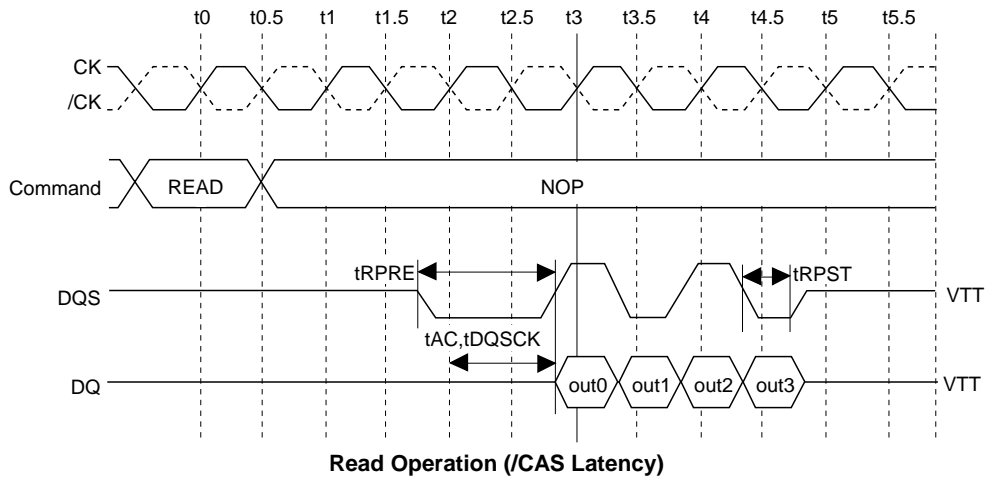 t0 t0.5 t1 t1.5 t2 t2.5 t3 t3.5 t4 t4.5 t5 t5.5
CK
/CK
Command READ NOP
tRPRE tRPST
DQS VTT
tAC,tDQSCK
DQ out0 out1 out2 out3 VTT
Read Operation (/CAS Latency)